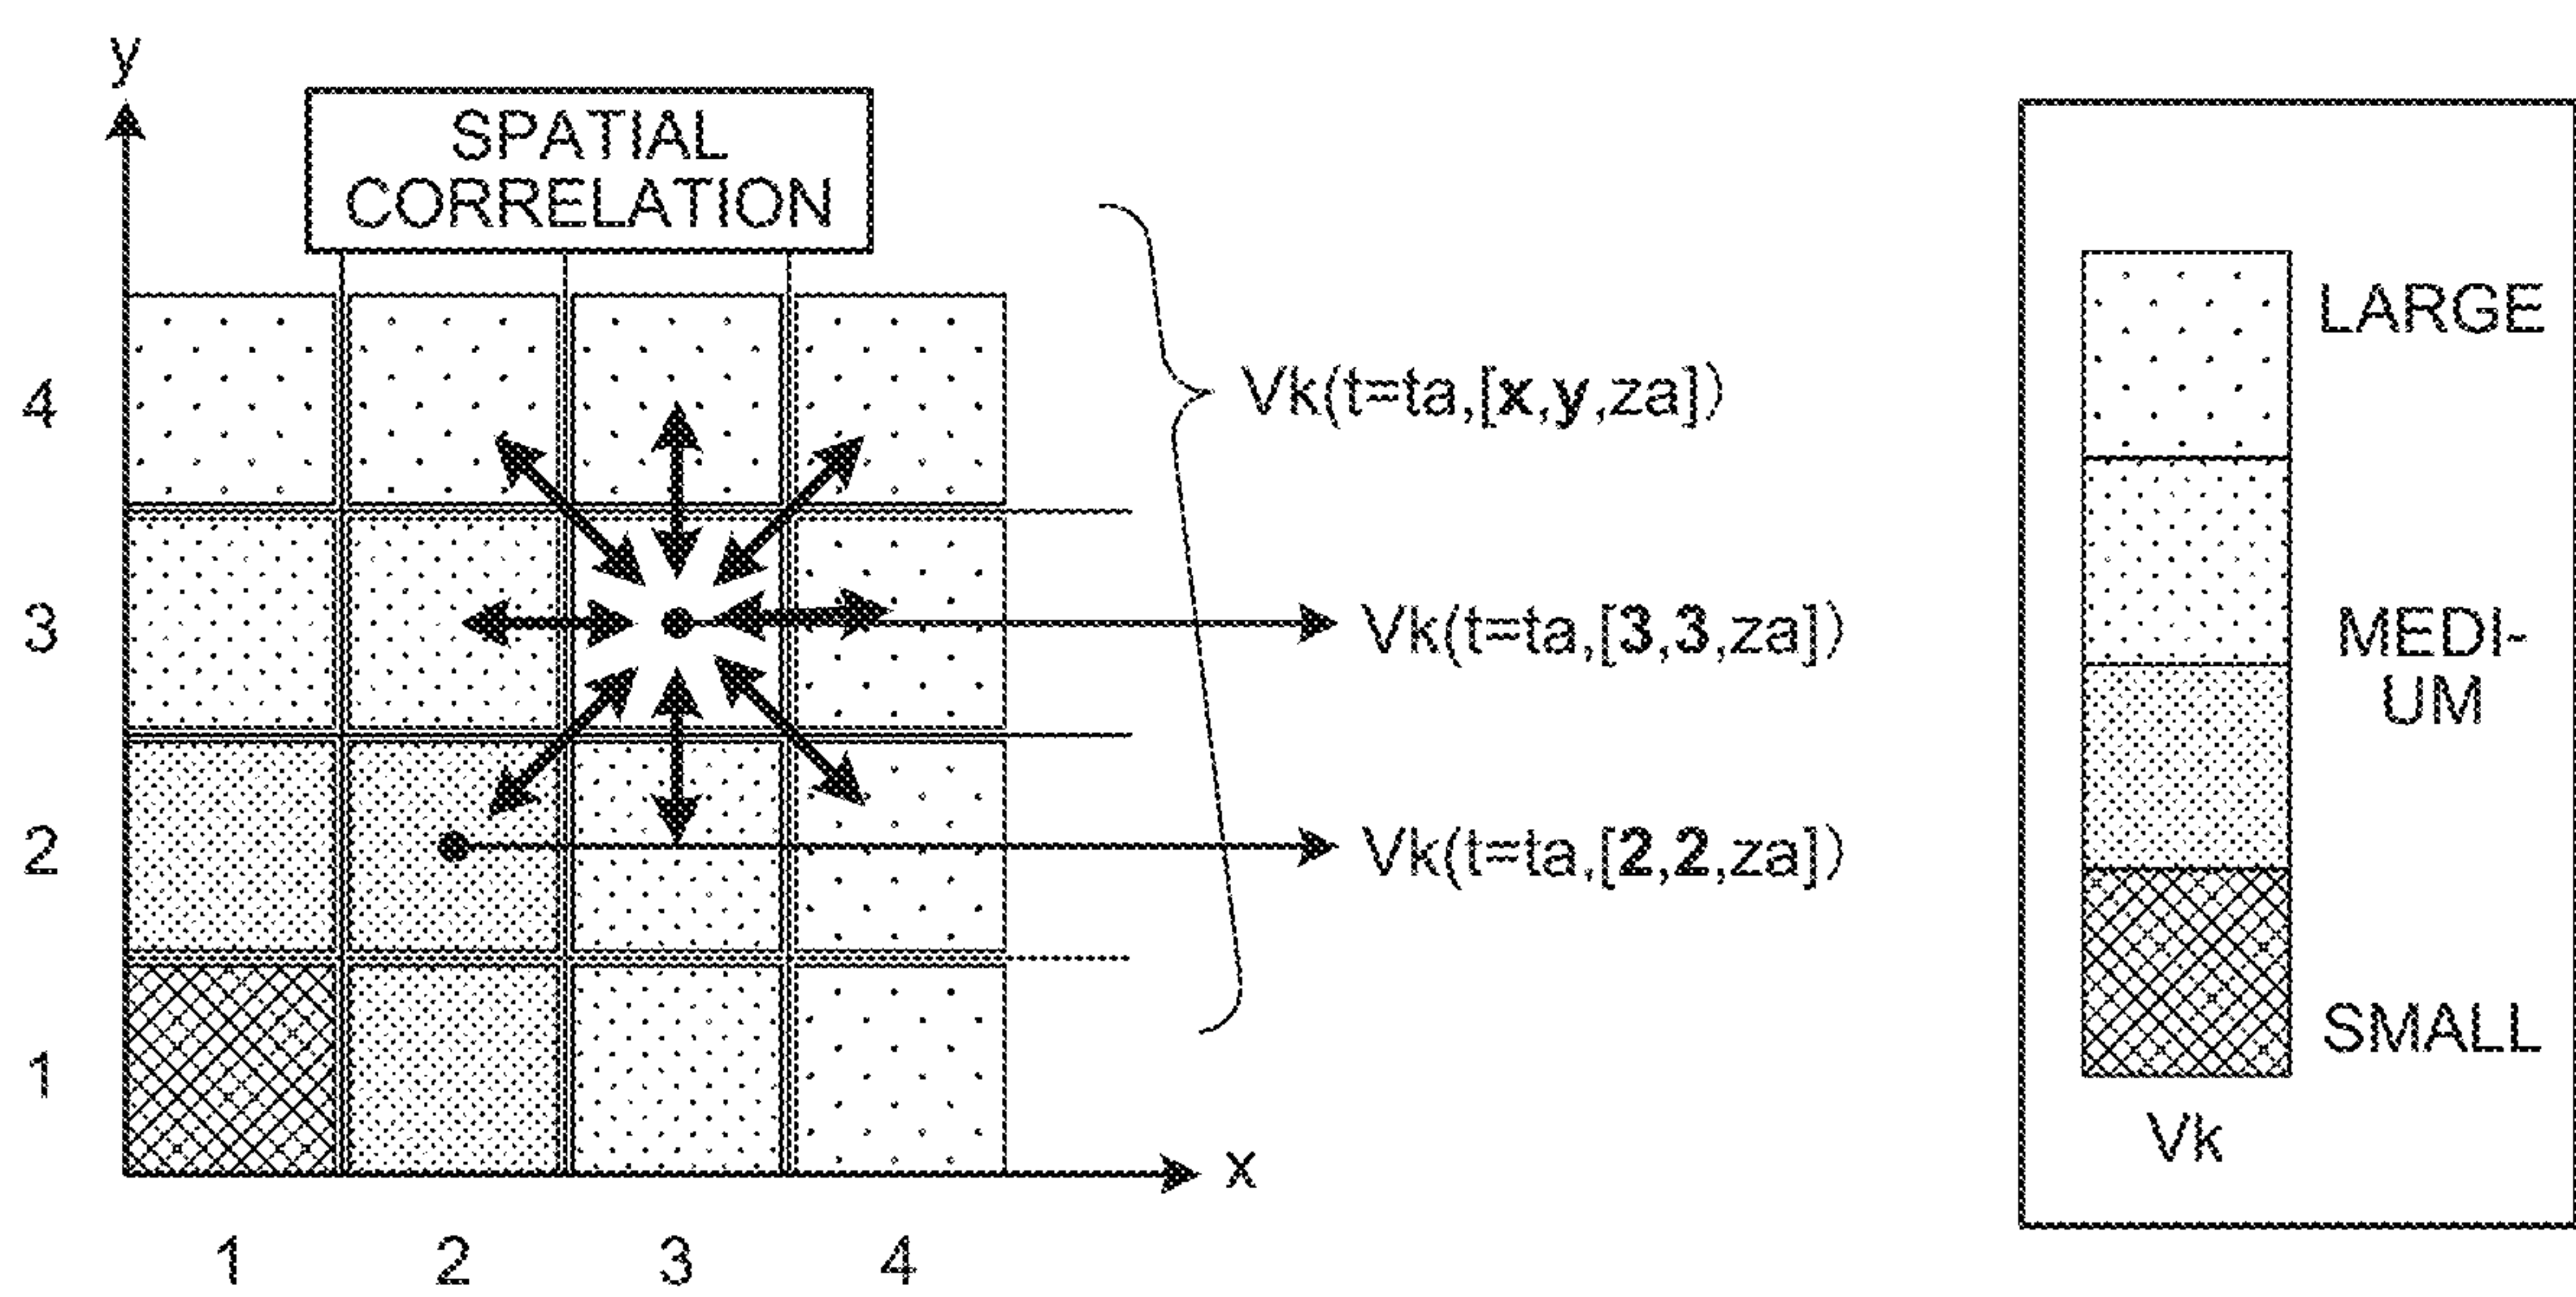 y
SPATIAL
CORRELATION
4
3
2
1
1 2 3 4
x
Vk(t=ta,[x,y,za])
Vk(t=ta,[3,3,za])
Vk(t=ta,[2,2,za])
LARGE
MEDI-
UM
SMALL
Vk